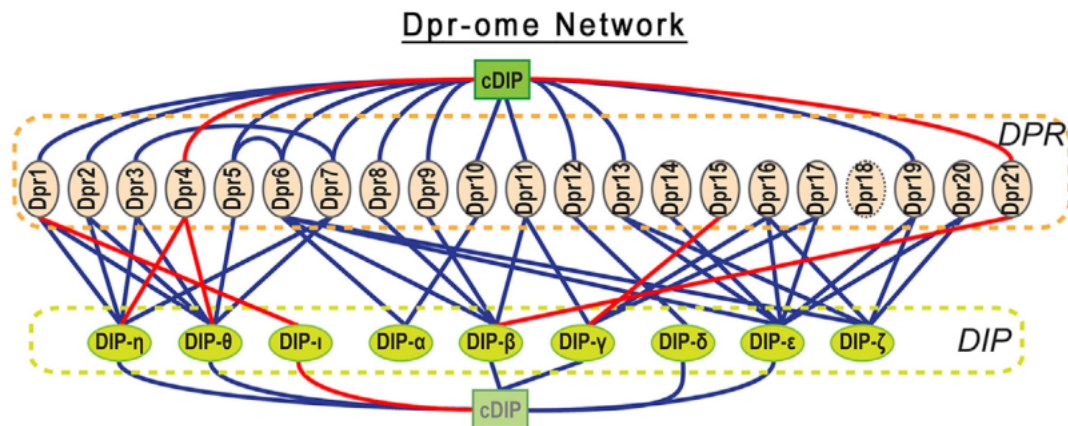 Dpr-ome Network
cDIP
DPR
Dpr1 Dpr2 Dpr3 Dpr4 Dpr5 Dpr6 Dpr7 Dpr8 Dpr9 Dpr10 Dpr11 Dpr12 Dpr13 Dpr14 Dpr15 Dpr16 Dpr17 Dpr18 Dpr19 Dpr20 Dpr21
DIP-η DIP-θ DIP-ι DIP-α DIP-β DIP-γ DIP-δ DIP-ε DIP-ζ DIP
cDIP